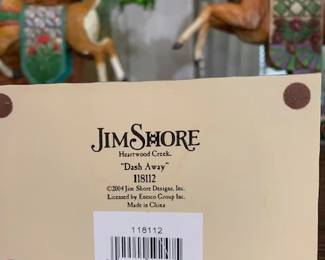 JIM SHORE
Heartwood Creek
"Dash Away"
118112
©2004 Jim Shore Designs, Inc.
Licensed by Enesco Group Inc.
Made in China
118112